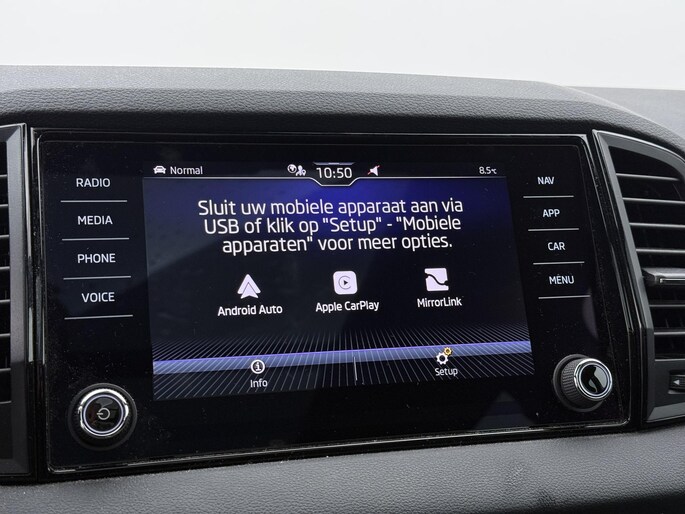 Normal 10:50 8.5°C
RADIO
MEDIA
PHONE
VOICE
Sluit uw mobiele apparaat aan via
USB of klik op "Setup" - "Mobiele
apparaten" voor meer opties.
Android Auto Apple CarPlay MirrorLink
Info Setup
NAV
APP
CAR
MENU